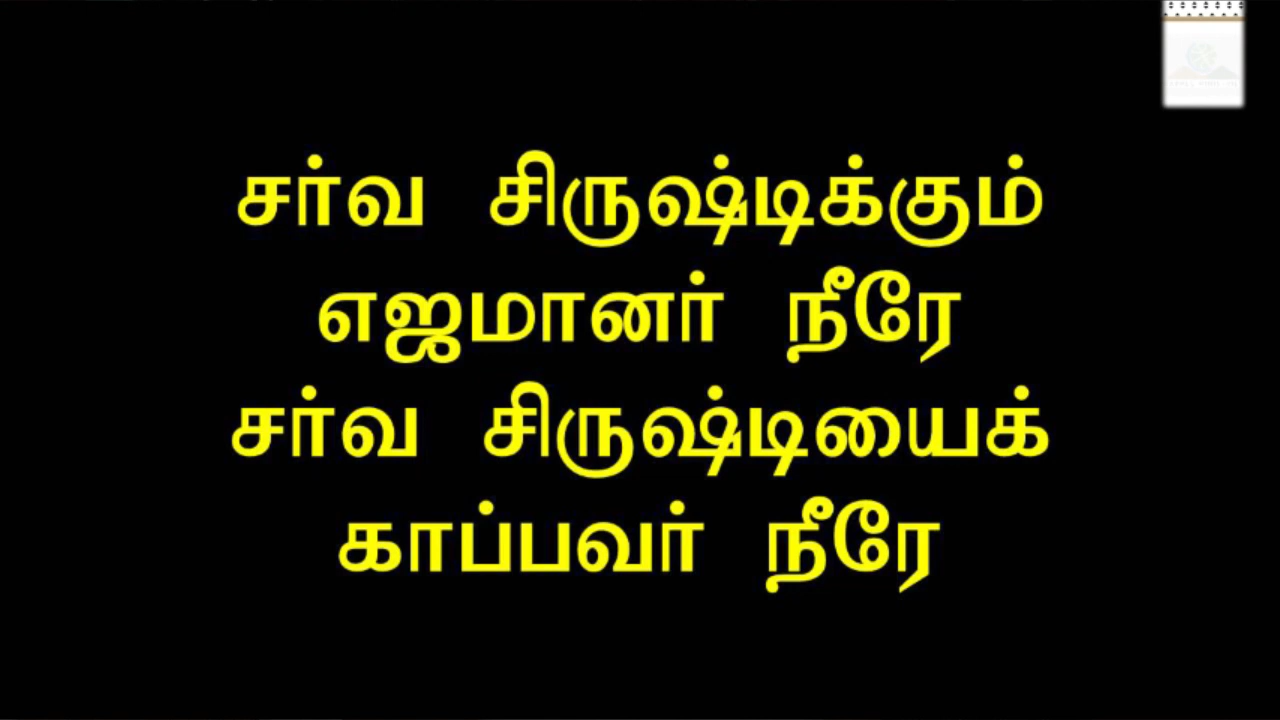 சர்வ சிருஷ்டிக்கும்
எஜமானர் நீரே
சர்வ சிருஷ்டியைக்
காப்பவர் நீரே